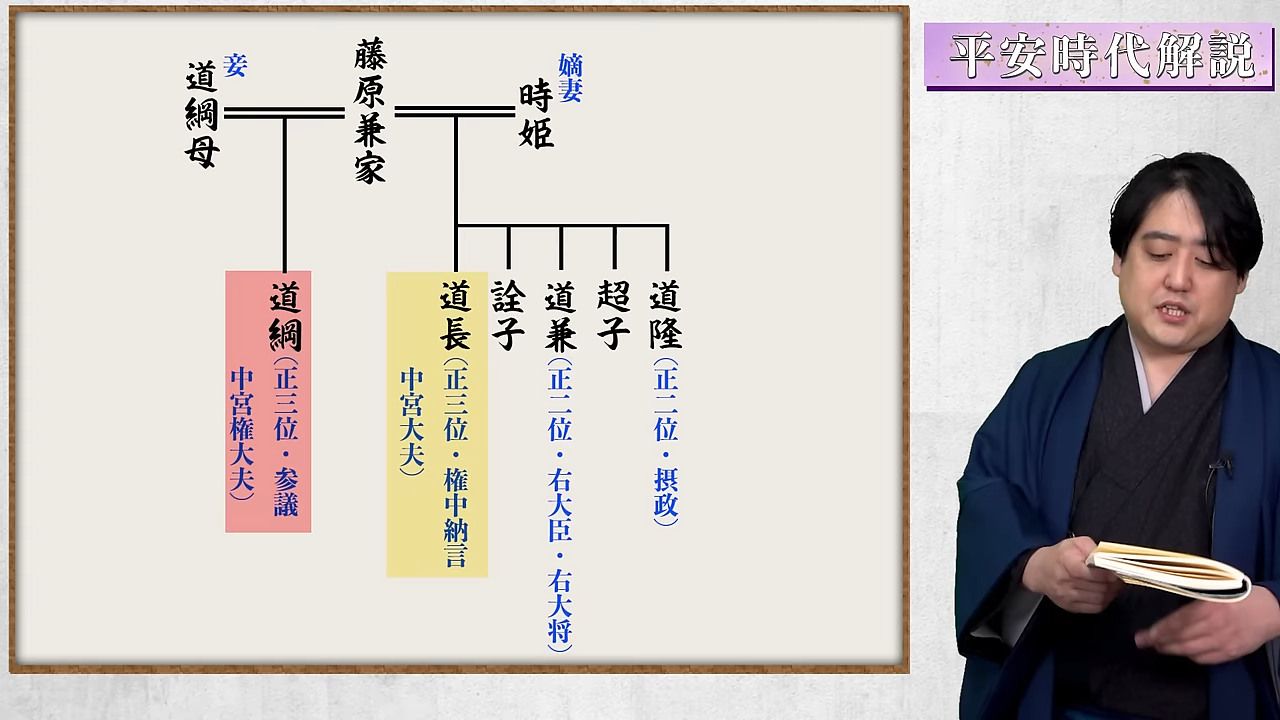 平安時代解説
嫡妻
時姫
藤原兼家
妾
道綱母
道隆
(正二位・摂政)
超子
道兼
(正二位・右大臣・右大将)
詮子
道長
(正三位・権中納言
中宮大夫)
道綱
(正三位・参議
中宮権大夫)